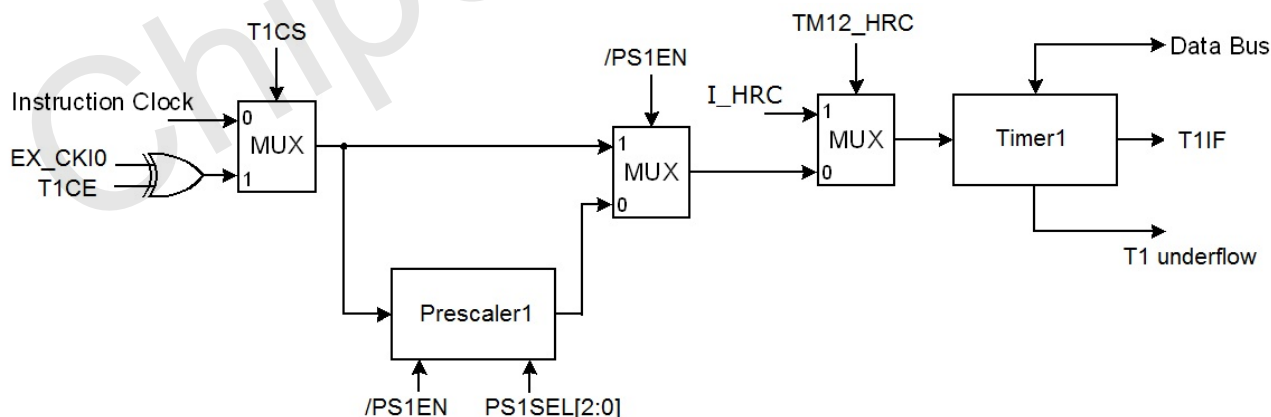 Chip
T1CS
TM12_HRC
/PS1EN
Data Bus
Instruction Clock
I_HRC
0
MUX
1
1
MUX
0
Timer1
T1IF
EX_CKI0
T1CE
1
MUX
0
T1 underflow
Prescaler1
/PS1EN
PS1SEL[2:0]